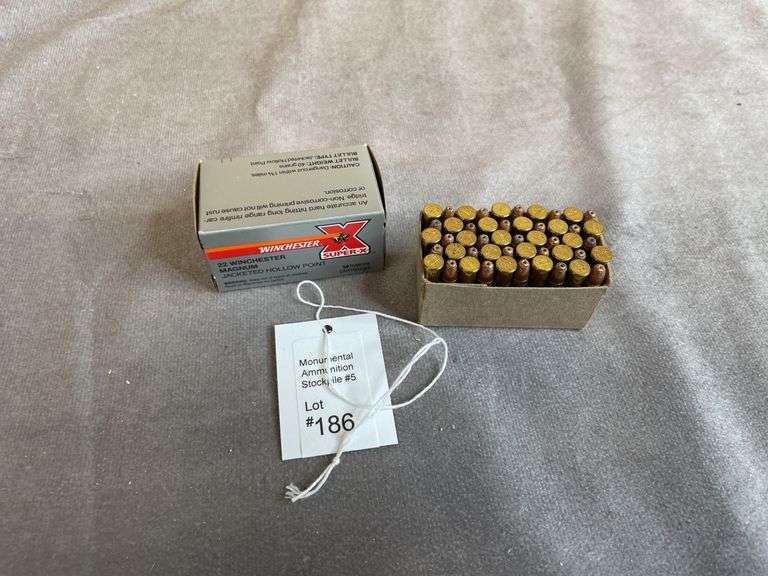 CAUTION-Dangerous within 1¼ miles.
BULLET WEIGHT: 40 grains
BULLET TYPE: Jacketed Hollow Point
An accurate hard hitting long range rimfire car-
tridge. Non-corrosive priming will not cause rust
or corrosion.
WINCHESTER
X
SUPER-X
22 WINCHESTER
MAGNUM
JACKETED HOLLOW POINT
Monumental
Ammunition
Stockpile #5
Lot
#186